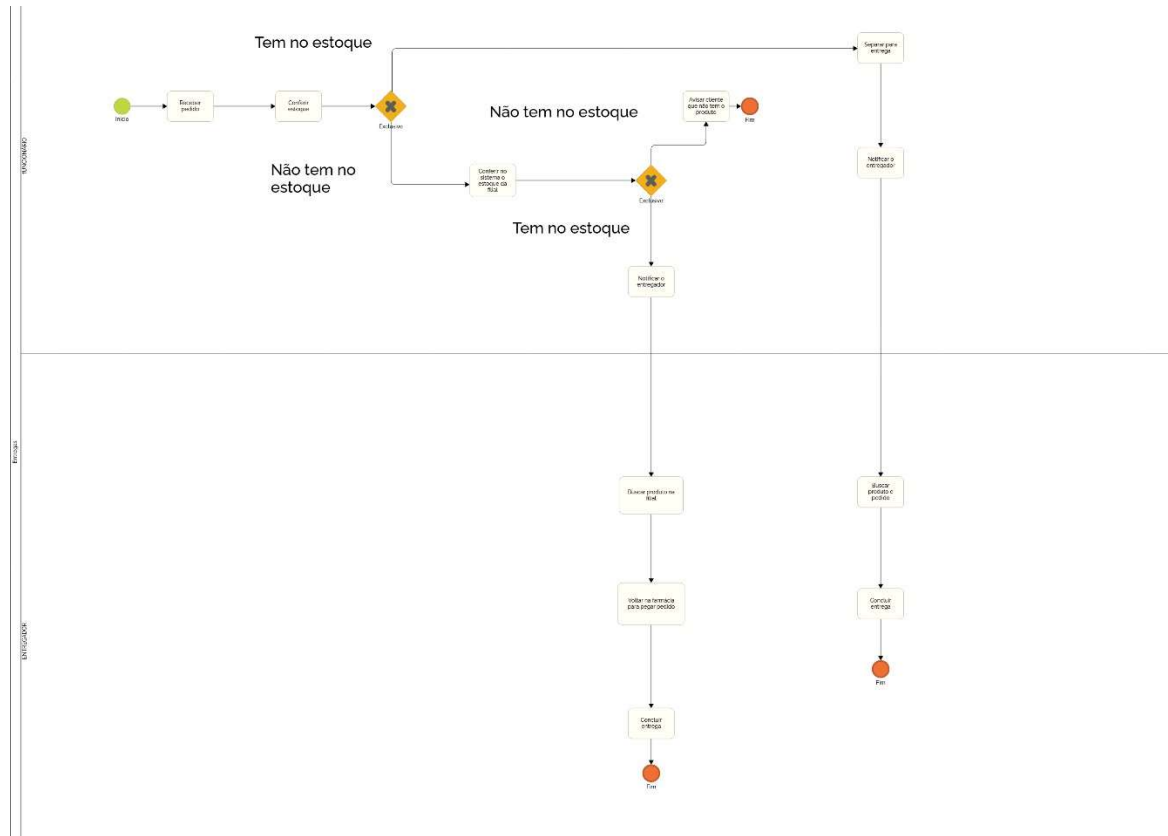 Tem no estoque
Separar para
entrega
Início
Receber
pedido
Conferir
estoque
Exclusivo
Não tem no estoque
Avisar cliente
que não tem o
produto
Fim
Não tem no
estoque
Conferir no
sistema o
estoque da
filial
Exclusivo
Notificar o
entregador
Tem no estoque
Notificar o
entregador
FUNCIONÁRIO
Entregas
Buscar produto na
filial
Buscar
produto e
pedido
Voltar na farmácia
para pegar pedido
Concluir
entrega
ENTREGADOR
Fim
Concluir
entrega
Fim